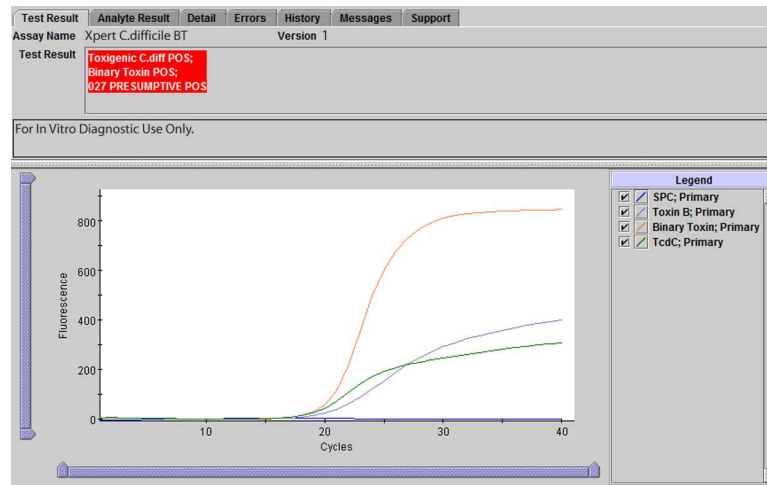 Test Result Analyte Result Detail Errors History Messages Support
Assay Name Xpert C.difficile BT Version 1
Test Result
Toxigenic C.diff POS;
Binary Toxin POS;
027 PRESUMPTIVE POS
For In Vitro Diagnostic Use Only.
Legend
SPC; Primary
Toxin B; Primary
Binary Toxin; Primary
TcdC; Primary
Fluorescence
800
600
400
200
0
10 20 30 40
Cycles